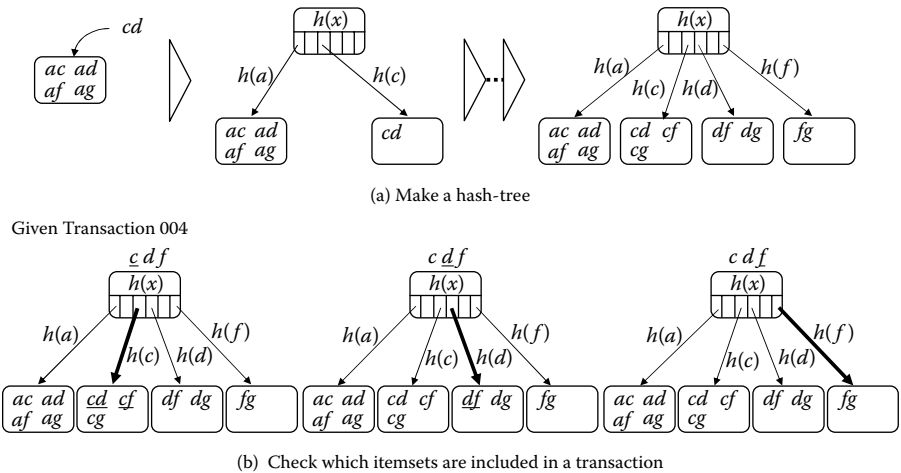 cd
ac ad
af ag
h(x)
h(a)
h(c)
ac ad
af ag
cd
h(x)
h(a)
h(c)
h(d)
h(f)
ac ad
af ag
cd cf
cg
df dg
fg
(a) Make a hash-tree
Given Transaction 004
c d f
h(x)
h(a)
h(c)
h(d)
h(f)
ac ad
af ag
cd cf
cg
df dg
fg
c d f
h(x)
h(a)
h(c)
h(d)
h(f)
ac ad
af ag
cd cf
cg
df dg
fg
c d f
h(x)
h(a)
h(c)
h(d)
h(f)
ac ad
af ag
cd cf
cg
df dg
fg
(b) Check which itemsets are included in a transaction